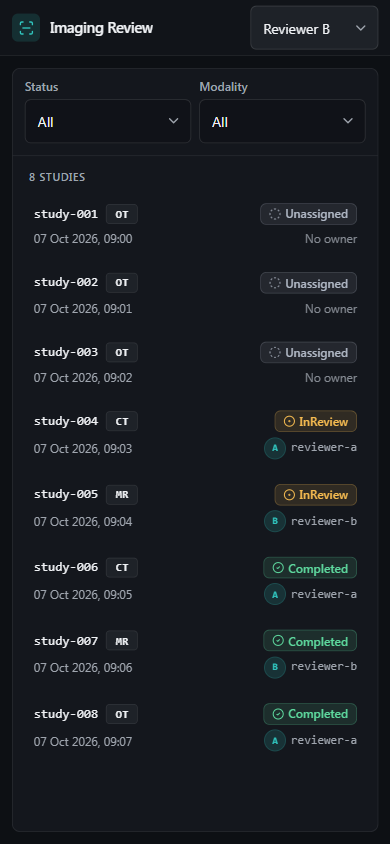 Imaging Review
Reviewer B
Status Modality
All All
8 STUDIES
study-001 OT Unassigned
07 Oct 2026, 09:00 No owner
study-002 OT Unassigned
07 Oct 2026, 09:01 No owner
study-003 OT Unassigned
07 Oct 2026, 09:02 No owner
study-004 CT InReview
07 Oct 2026, 09:03 A reviewer-a
study-005 MR InReview
07 Oct 2026, 09:04 B reviewer-b
study-006 CT Completed
07 Oct 2026, 09:05 A reviewer-a
study-007 MR Completed
07 Oct 2026, 09:06 B reviewer-b
study-008 OT Completed
07 Oct 2026, 09:07 A reviewer-a